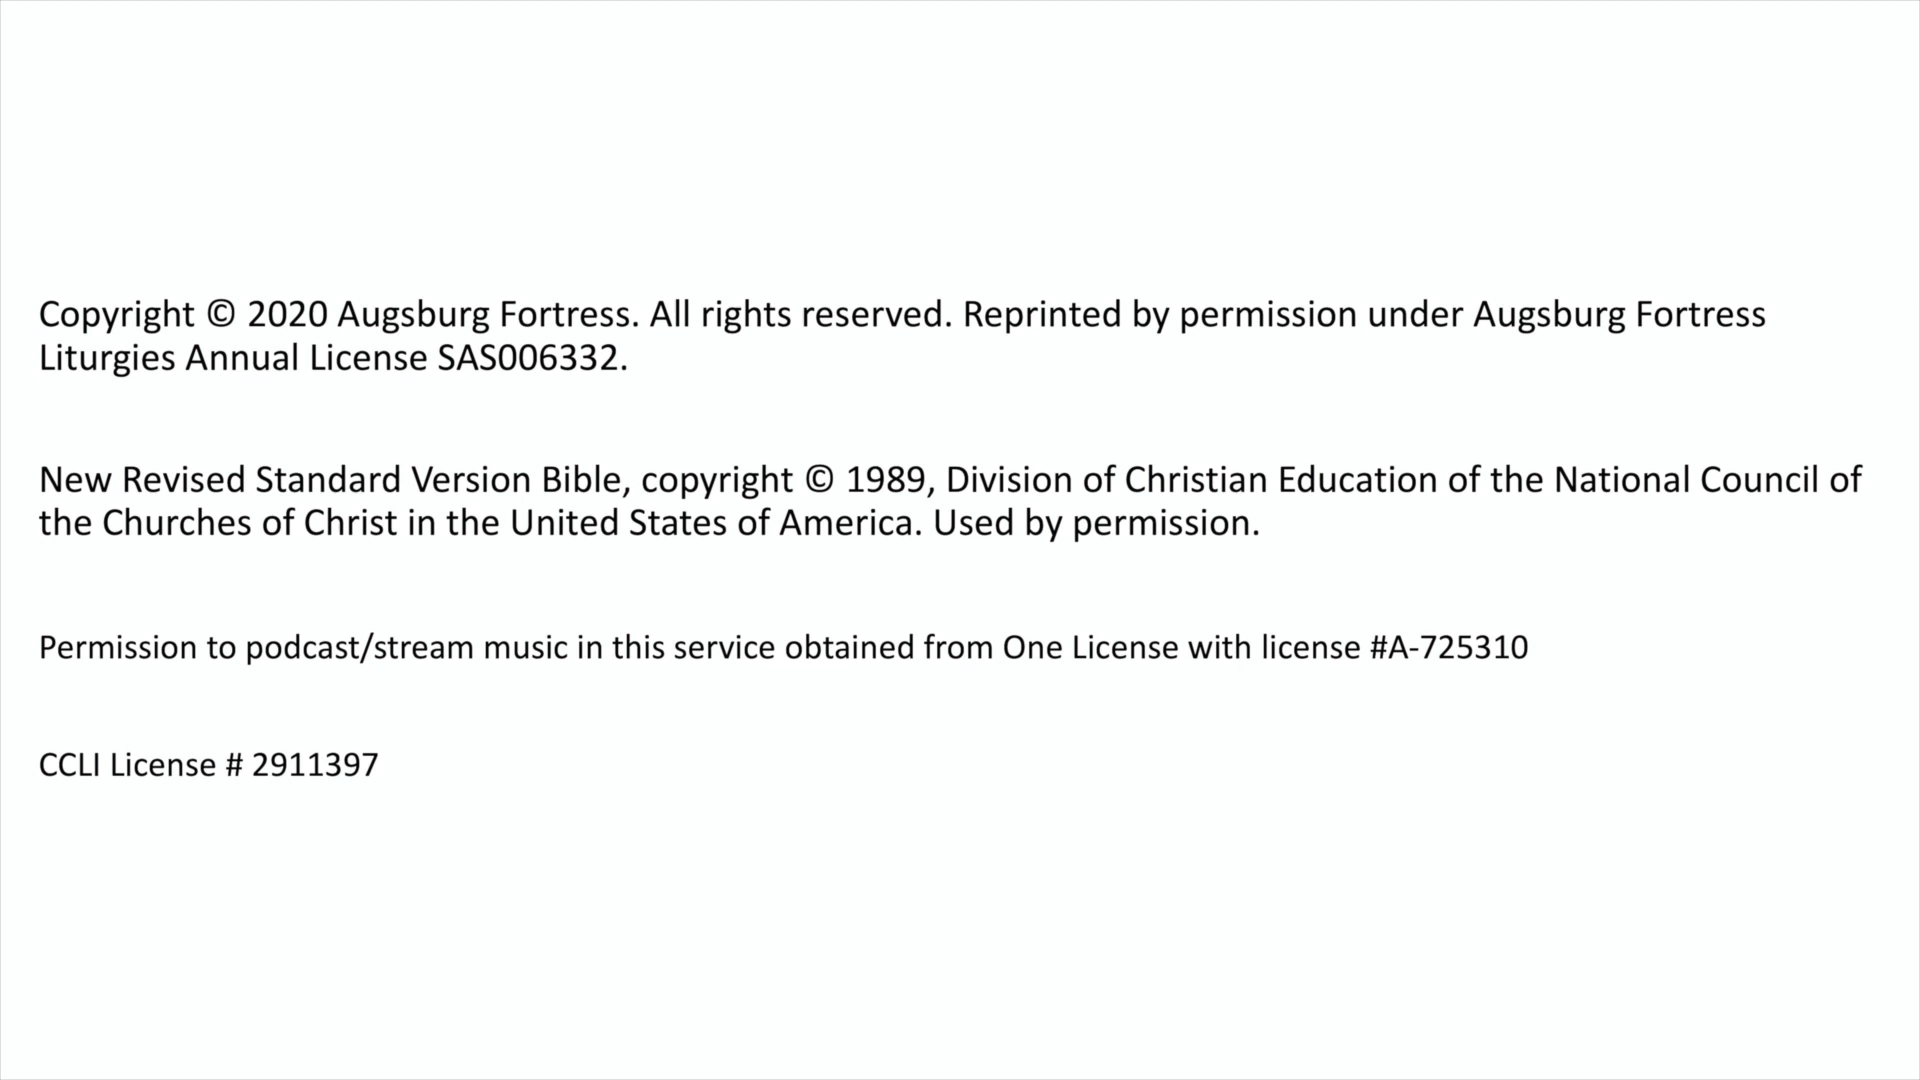 Copyright © 2020 Augsburg Fortress. All rights reserved. Reprinted by permission under Augsburg Fortress
Liturgies Annual License SAS006332.
New Revised Standard Version Bible, copyright © 1989, Division of Christian Education of the National Council of
the Churches of Christ in the United States of America. Used by permission.
Permission to podcast/stream music in this service obtained from One License with license #A-725310
CCLI License # 2911397